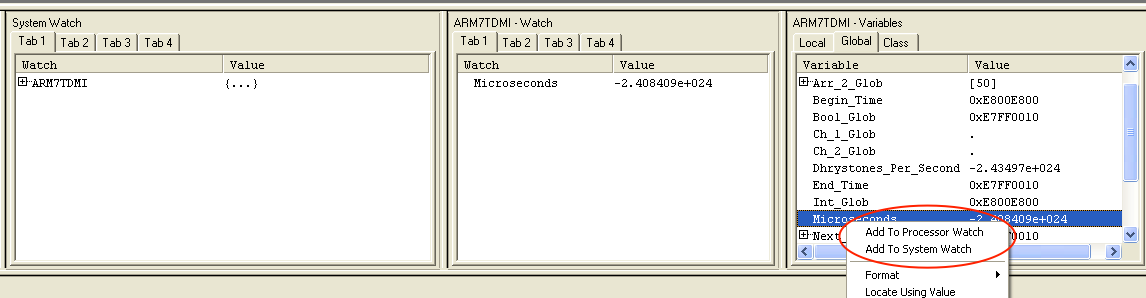 System Watch
Tab 1 Tab 2 Tab 3 Tab 4
Watch Value
ARM7TDMI {...}
ARM7TDMI - Watch
Tab 1 Tab 2 Tab 3 Tab 4
Watch Value
Microseconds -2.408409e+024
ARM7TDMI - Variables
Local Global Class
Variable Value
Arr_2_Glob [50]
Begin_Time 0xE800E800
Bool_Glob 0xE7FF0010
Ch_1_Glob .
Ch_2_Glob .
Dhrystones_Per_Second -2.43497e+024
End_Time 0xE7FF0010
Int_Glob 0xE800E800
Microseconds -2.408409e+024
Next_ 0010
Add To Processor Watch
Add To System Watch
Format
Locate Using Value